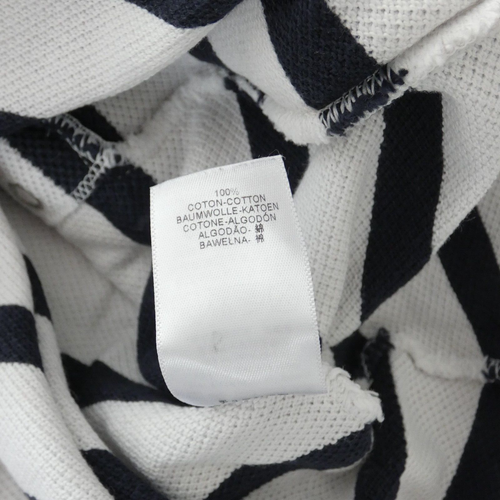 100%
COTON-COTTON
BAUMWOLLE-KATOEN
COTONE-ALGODÓN
ALGODÃO- 綿
BAWEŁNA- 棉